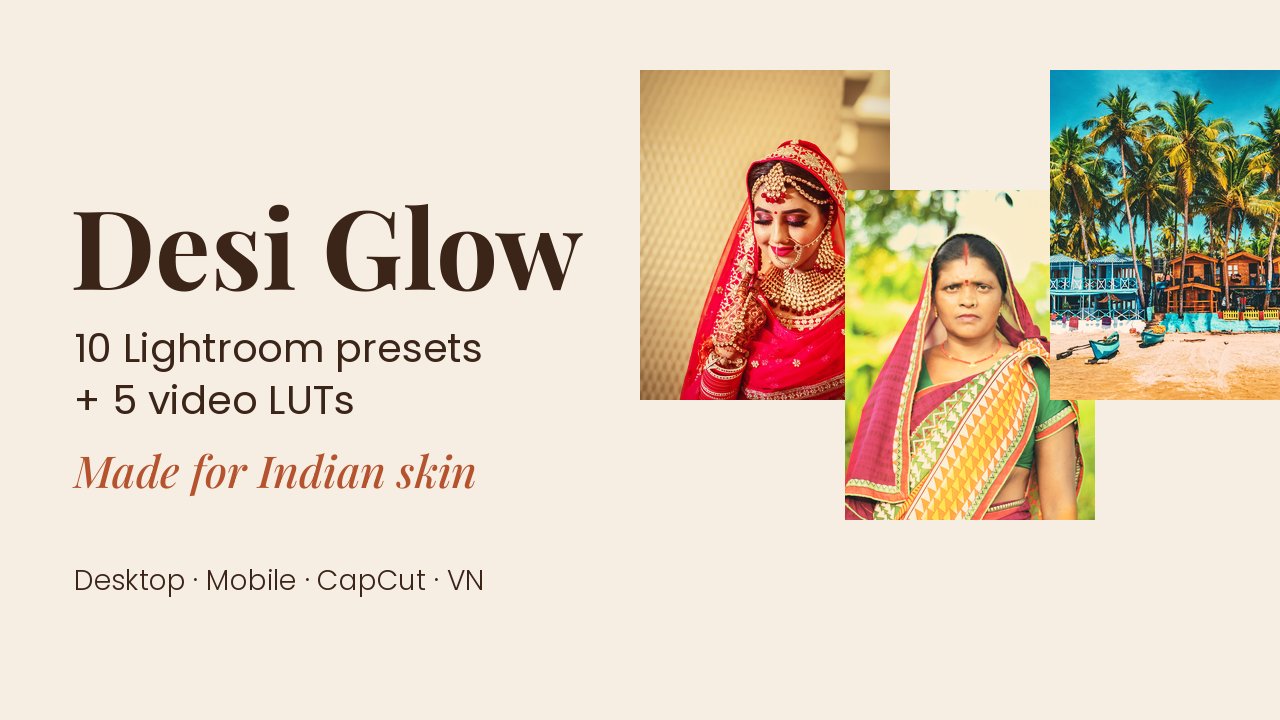 Desi Glow
10 Lightroom presets
+ 5 video LUTs
Made for Indian skin
Desktop · Mobile · CapCut · VN